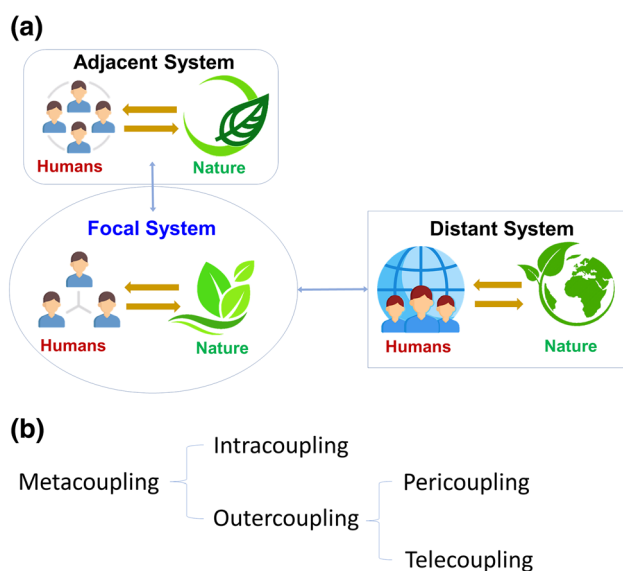 (a)
Adjacent System
Humans
Nature
Focal System
Humans
Nature
Distant System
Humans
Nature
(b)
Metacoupling
Intracoupling
Outercoupling
Pericoupling
Telecoupling